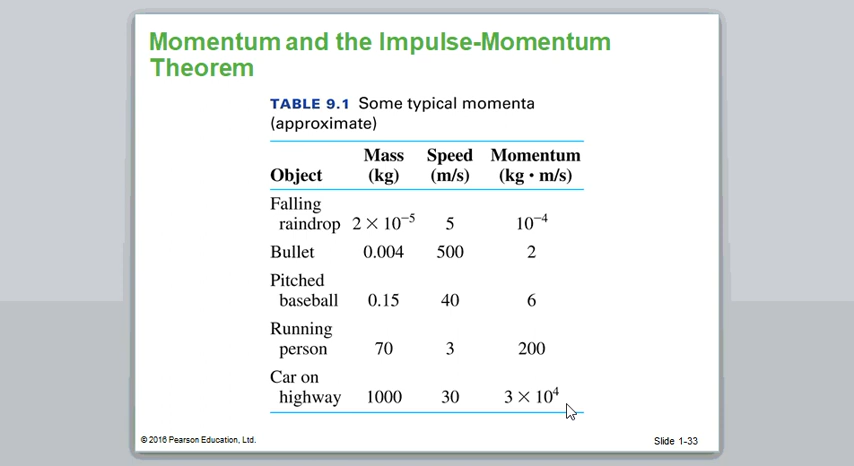 Momentum and the Impulse-Momentum
Theorem
TABLE 9.1 Some typical momenta
(approximate)
Mass Speed Momentum
Object (kg) (m/s) (kg • m/s)
Falling
raindrop 2 × 10⁻⁵ 5 10⁻⁴
Bullet 0.004 500 2
Pitched
baseball 0.15 40 6
Running
person 70 3 200
Car on
highway 1000 30 3 × 10⁴
© 2016 Pearson Education, Ltd. Slide 1-33